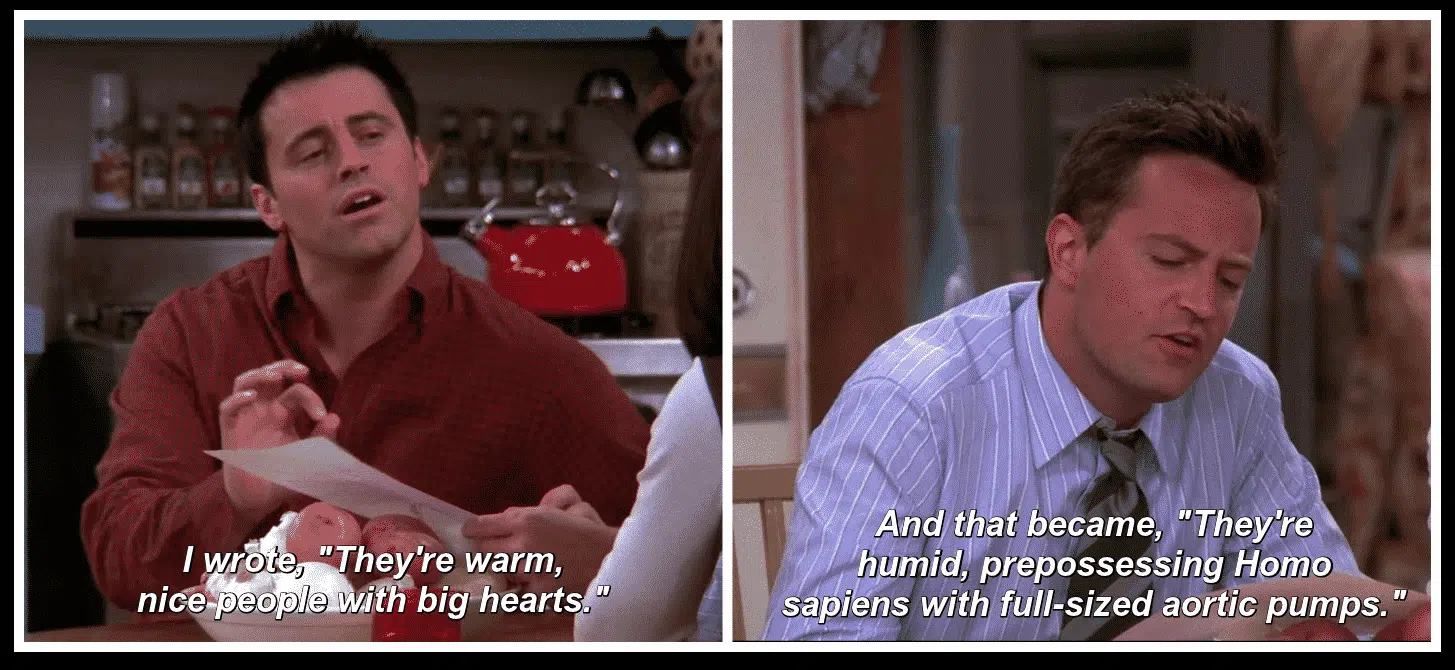 I wrote, "They're warm,
nice people with big hearts."
And that became, "They're
humid, prepossessing Homo
sapiens with full-sized aortic pumps."